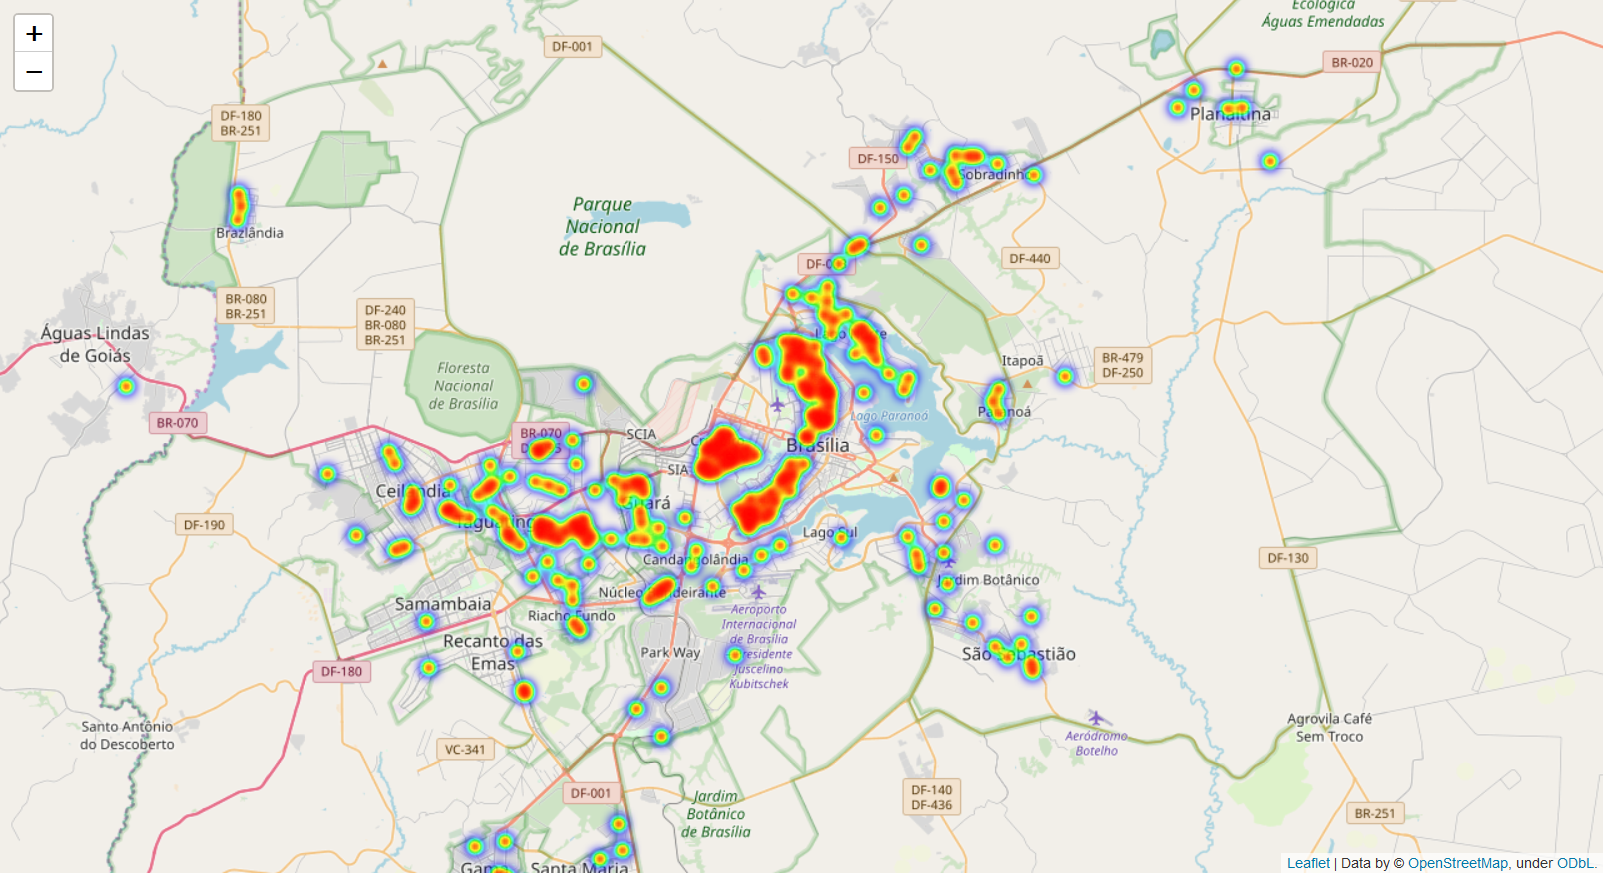 +
−
Ecológica
Águas Emendadas
DF-001
BR-020
DF-180
BR-251
Planaltina
DF-150
Sobradinho
Parque
Nacional
de Brasília
Brazlândia
DF-440
BR-080
BR-251
DF-240
BR-080
BR-251
Águas Lindas
de Goiás
Itapoã
BR-479
DF-250
Floresta
Nacional
de Brasília
Paranoá
Lago Paranoá
BR-070
BR-070
SCIA
Brasília
SIA
Ceilândia
Guará
DF-190
Lago Sul
Candangolândia
DF-130
Jardim Botânico
Samambaia
Núcleo Bandeirante
Riacho Fundo
Aeroporto
Internacional
de Brasília
Presidente
Juscelino
Kubitschek
Recanto das
Emas
Park Way
São Sebastião
DF-180
Santo Antônio
do Descoberto
Agrovila Café
Sem Troco
Aeródromo
Botelho
VC-341
DF-001
DF-140
DF-436
Jardim
Botânico
de Brasília
BR-251
Santa Maria
Leaflet | Data by © OpenStreetMap, under ODbL.